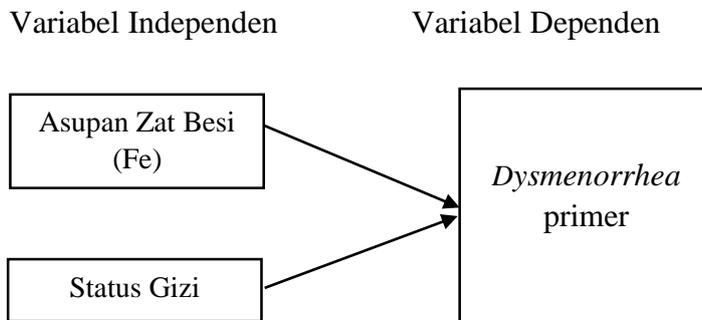 Variabel Independen
Variabel Dependen
Asupan Zat Besi
(Fe)
Status Gizi
Dysmenorrhea
primer